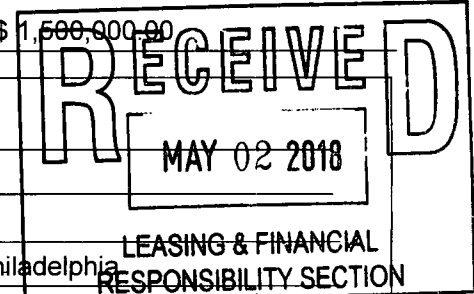 $ 1,500,000.00
RECEIVED
MAY 02 2018
LEASING & FINANCIAL
hiladelphia
RESPONSIBILITY SECTION